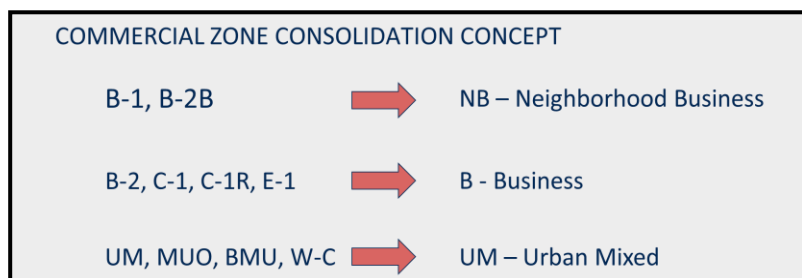 COMMERCIAL ZONE CONSOLIDATION CONCEPT
B-1, B-2B NB – Neighborhood Business
B-2, C-1, C-1R, E-1 B - Business
UM, MUO, BMU, W-C UM – Urban Mixed